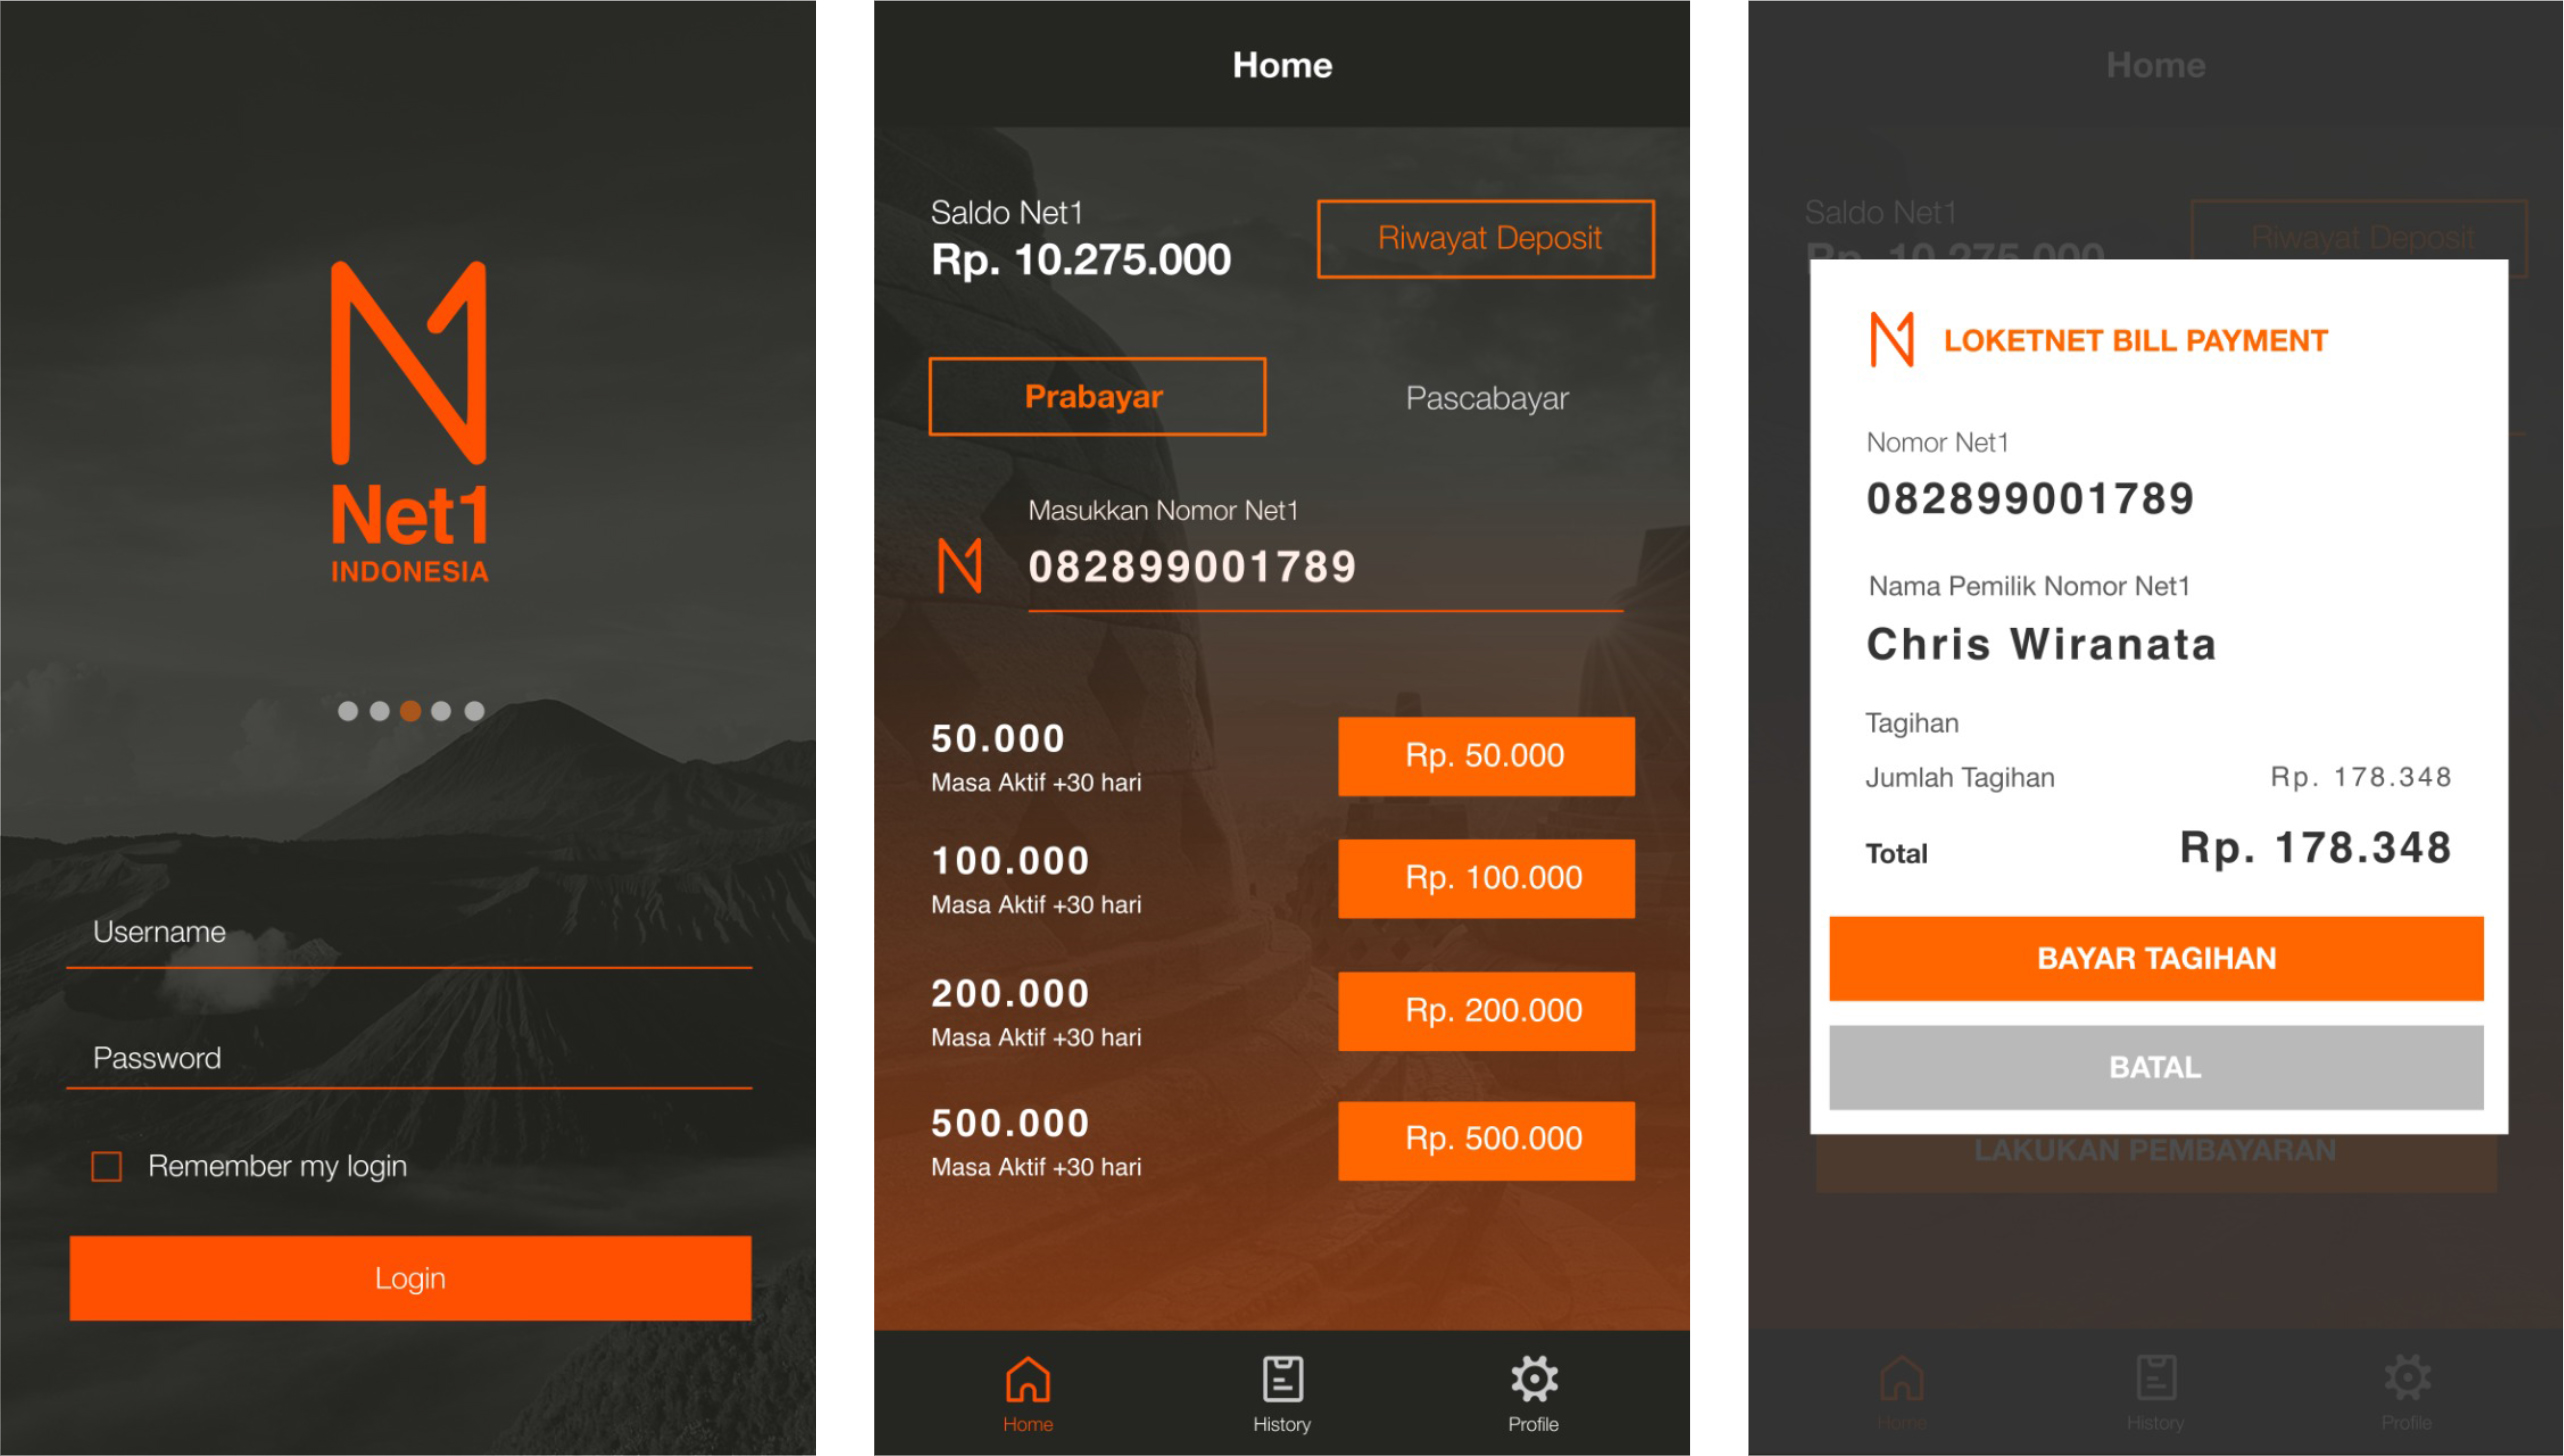 Net1
INDONESIA
Username
Password
Remember my login
Login
Home
Saldo Net1
Rp. 10.275.000
Riwayat Deposit
Prabayar
Pascabayar
Masukkan Nomor Net1
082899001789
50.000
Masa Aktif +30 hari
Rp. 50.000
100.000
Masa Aktif +30 hari
Rp. 100.000
200.000
Masa Aktif +30 hari
Rp. 200.000
500.000
Masa Aktif +30 hari
Rp. 500.000
Home
History
Profile
Home
Saldo Net1
Rp. 10.275.000
Riwayat Deposit
LOKETNET BILL PAYMENT
Nomor Net1
082899001789
Nama Pemilik Nomor Net1
Chris Wiranata
Tagihan
Jumlah Tagihan
Rp. 178.348
Total
Rp. 178.348
BAYAR TAGIHAN
BATAL
LAKUKAN PEMBAYARAN
Home
History
Profile